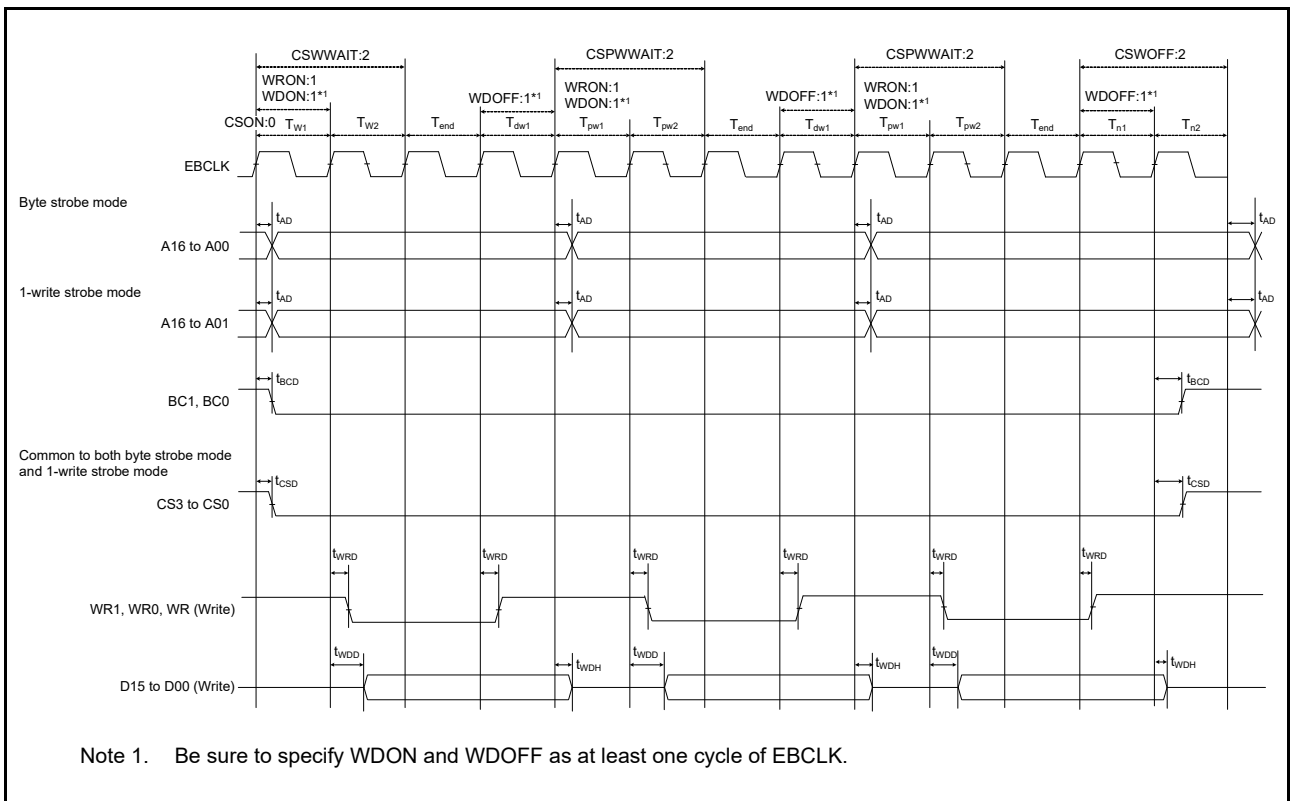 CSWWAIT:2 CSPWWAIT:2 CSPWWAIT:2 CSWOFF:2
WRON:1 WRON:1 WRON:1
WDON:1*1 WDOFF:1*1 WDON:1*1 WDOFF:1*1 WDON:1*1 WDOFF:1*1
CSON:0 TW1 TW2 Tend Tdw1 Tpw1 Tpw2 Tend Tdw1 Tpw1 Tpw2 Tend Tn1 Tn2
EBCLK
Byte strobe mode
tAD tAD tAD tAD
A16 to A00
1-write strobe mode
tAD tAD tAD tAD
A16 to A01
tBCD tBCD
BC1, BC0
Common to both byte strobe mode
and 1-write strobe mode
tCSD tCSD
CS3 to CS0
tWRD tWRD tWRD tWRD tWRD tWRD
WR1, WR0, WR (Write)
tWDD tWDH tWDD tWDH tWDD tWDH
D15 to D00 (Write)
Note 1. Be sure to specify WDON and WDOFF as at least one cycle of EBCLK.